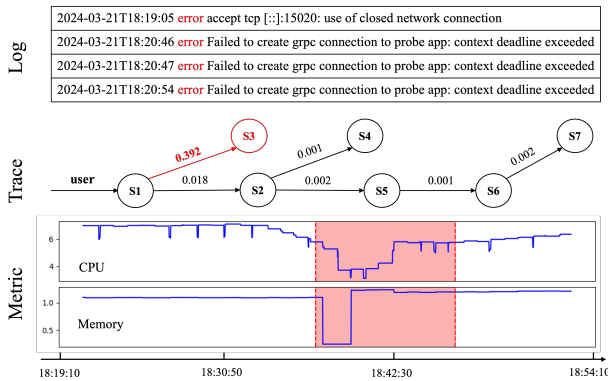 Log
2024-03-21T18:19:05 error accept tcp [::]:15020: use of closed network connection
2024-03-21T18:20:46 error Failed to create grpc connection to probe app: context deadline exceeded
2024-03-21T18:20:47 error Failed to create grpc connection to probe app: context deadline exceeded
2024-03-21T18:20:54 error Failed to create grpc connection to probe app: context deadline exceeded
Trace
S3
S4
S7
0.392
0.001
0.002
user
S1
0.018
S2
0.002
S5
0.001
S6
Metric
6
4
CPU
1.0
0.5
Memory
18:19:10
18:30:50
18:42:30
18:54:10